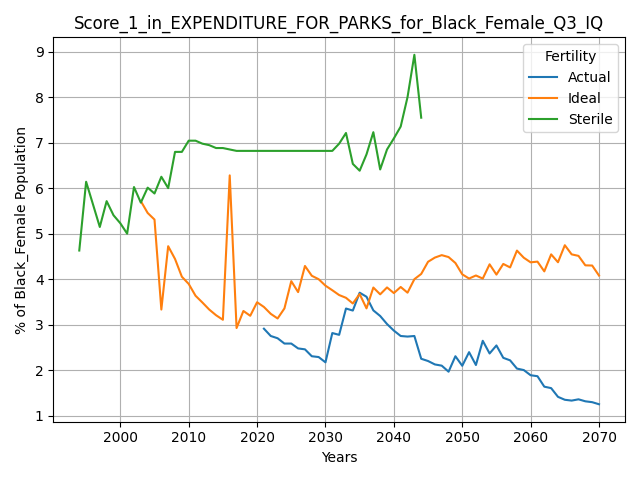 Score_1_in_EXPENDITURE_FOR_PARKS_for_Black_Female_Q3_IQ
% of Black_Female Population
9
8
7
6
5
4
3
2
1
Fertility
Actual
Ideal
Sterile
2000 2010 2020 2030 2040 2050 2060 2070
Years